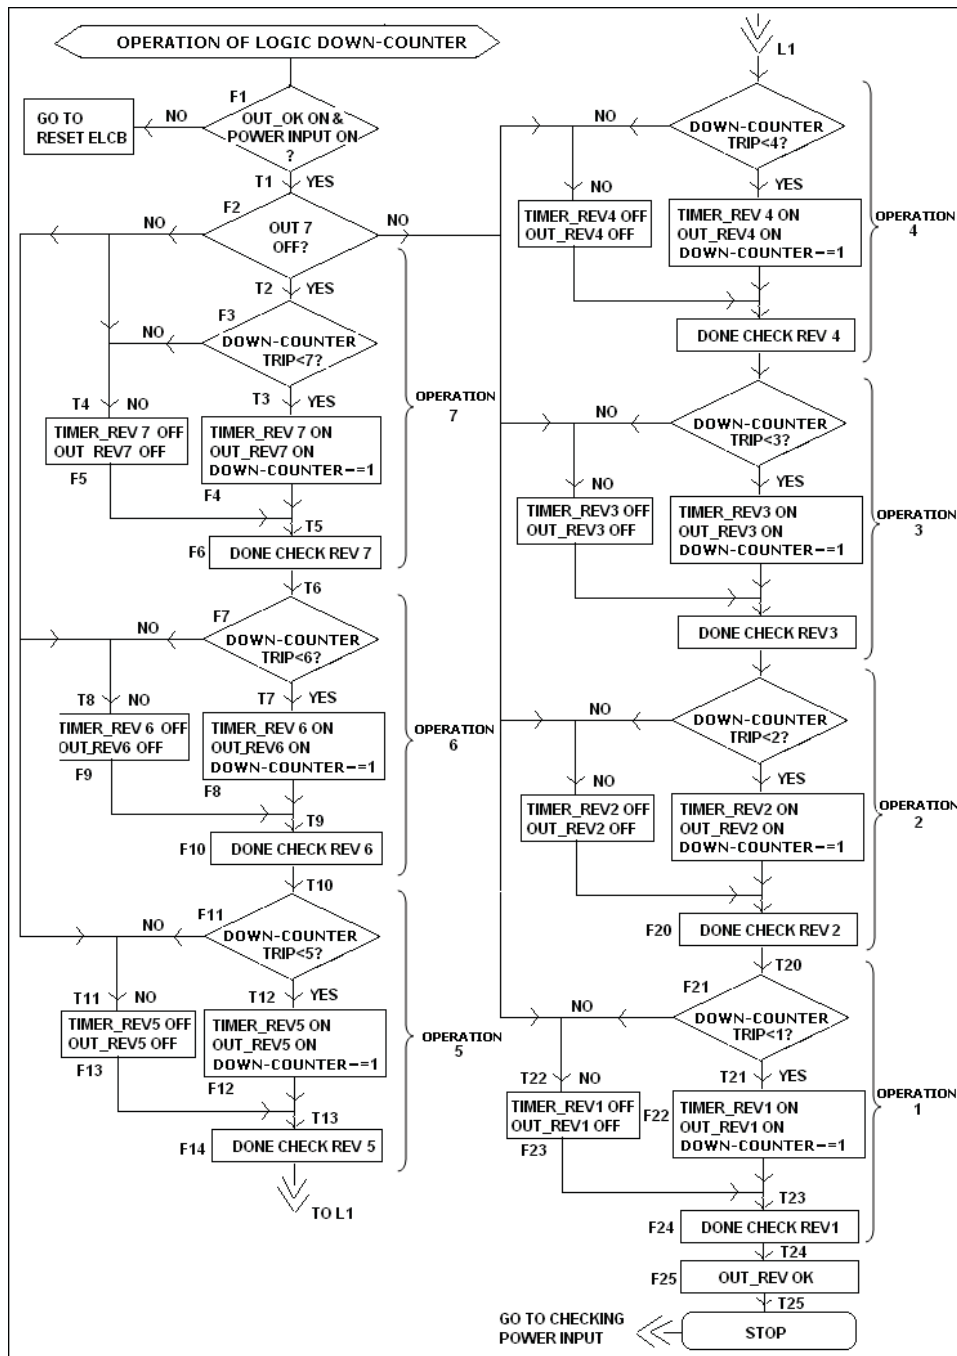 OPERATION OF LOGIC DOWN-COUNTER
F1
OUT_OK ON &
POWER INPUT ON
?
NO
GO TO
RESET ELCB
T1
YES
F2
OUT 7
OFF?
NO
NO
T2
YES
F3
DOWN-COUNTER
TRIP<7?
NO
T3
YES
T4
NO
TIMER_REV 7 OFF
OUT REV7 OFF
F5
TIMER_REV 7 ON
OUT_REV7 ON
DOWN-COUNTER-=1
F4
T5
F6
DONE CHECK REV 7
OPERATION
7
T6
F7
DOWN-COUNTER
TRIP<6?
NO
T7
YES
T8
NO
TIMER_REV 6 OFF
OUT_REV6 OFF
F9
TIMER_REV 6 ON
OUT_REV6 ON
DOWN-COUNTER-=1
F8
T9
F10
DONE CHECK REV 6
OPERATION
6
T10
F11
DOWN-COUNTER
TRIP<5?
NO
T12
YES
T11
NO
TIMER_REV5 OFF
OUT_REV5 OFF
F13
TIMER_REV5 ON
OUT_REV5 ON
DOWN-COUNTER-=1
F12
T13
F14
DONE CHECK REV 5
OPERATION
5
TO L1
L1
DOWN-COUNTER
TRIP<4?
NO
YES
NO
TIMER_REV4 OFF
OUT_REV4 OFF
TIMER_REV 4 ON
OUT_REV4 ON
DOWN-COUNTER-=1
DONE CHECK REV 4
OPERATION
4
DOWN-COUNTER
TRIP<3?
NO
YES
NO
TIMER_REV3 OFF
OUT_REV3 OFF
TIMER_REV3 ON
OUT_REV3 ON
DOWN-COUNTER-=1
DONE CHECK REV3
OPERATION
3
DOWN-COUNTER
TRIP<2?
NO
YES
NO
TIMER_REV2 OFF
OUT_REV2 OFF
TIMER_REV2 ON
OUT_REV2 ON
DOWN-COUNTER-=1
F20
DONE CHECK REV 2
OPERATION
2
T20
F21
DOWN-COUNTER
TRIP<1?
NO
T21
YES
T22
NO
TIMER_REV1 OFF
OUT_REV1 OFF
F23
F22
TIMER_REV1 ON
OUT_REV1 ON
DOWN-COUNTER-=1
T23
F24
DONE CHECK REV1
OPERATION
1
T24
F25
OUT_REV OK
T25
STOP
GO TO CHECKING
POWER INPUT